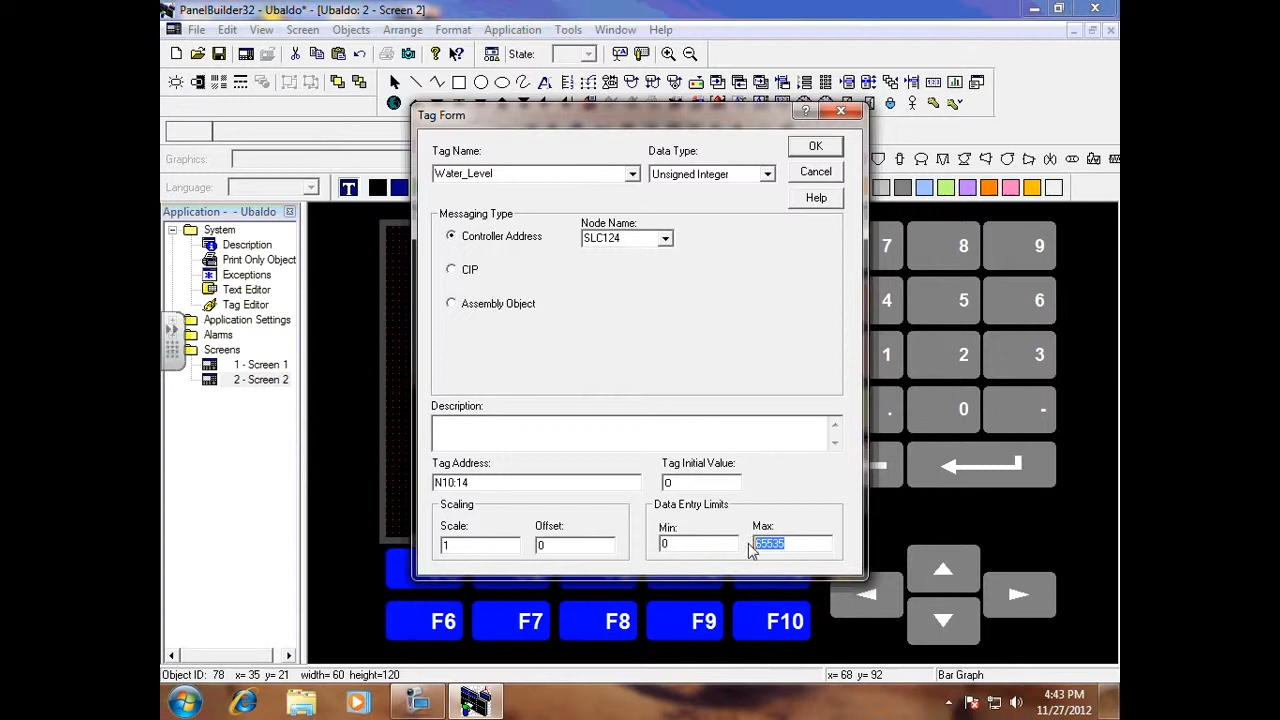 PanelBuilder32 - Ubaldo* - [Ubaldo: 2 - Screen 2]
File Edit View Screen Objects Arrange Format Tools Application Window Help
State:
Graphics:
Language:
T
Application - - Ubaldo
System
Description
Print Only Object
Exceptions
Text Editor
Tag Editor
Application Settings
Alarms
Screens
1 - Screen 1
2 - Screen 2
Tag Form
Tag Name:
Water_Level
Data Type:
Unsigned Integer
OK
Cancel
Help
Messaging Type
Controller Address
CIP
Assembly Object
Node Name:
SLC124
Description:
Tag Address:
N10:14
Tag Initial Value:
0
Scaling
Scale:
1
Offset:
0
Data Entry Limits
Min:
0
Max:
65535
7 8 9
4 5 6
1 2 3
. 0 -
F6 F7 F8 F9 F10
Object ID: 78 x= 35 y= 21 width= 60 height=120
x= 68 y= 92
Bar Graph
4:43 PM
11/27/2012